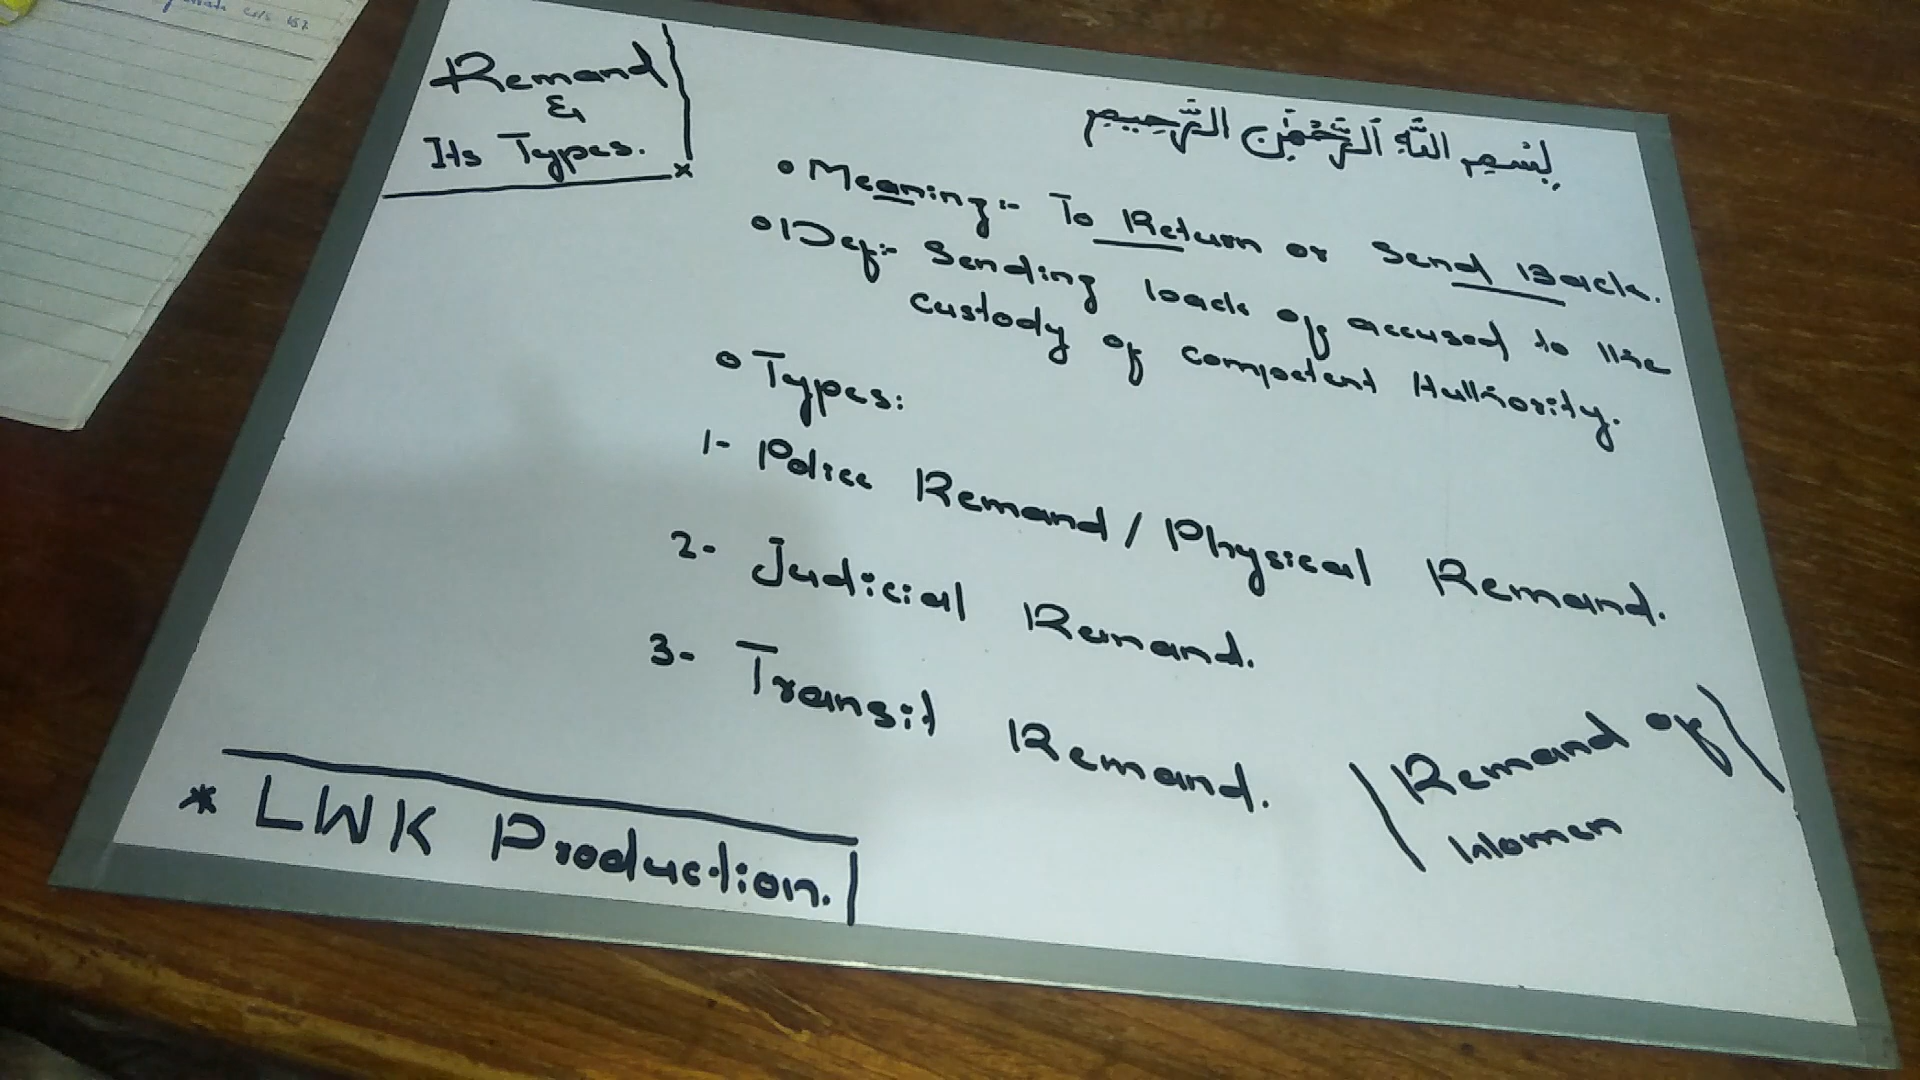 Remand
&
Its Types.
بِسْمِ اللَّهِ الرَّحْمٰنِ الرَّحِيمِ
• Meaning:- To Return or Send Back.
• Def:- Sending back of accused to the
custody of competent Authority.
• Types:
1- Police Remand / Physical Remand.
2- Judicial Remand.
3- Transit Remand.
Remand of
Women
* LWK Production.